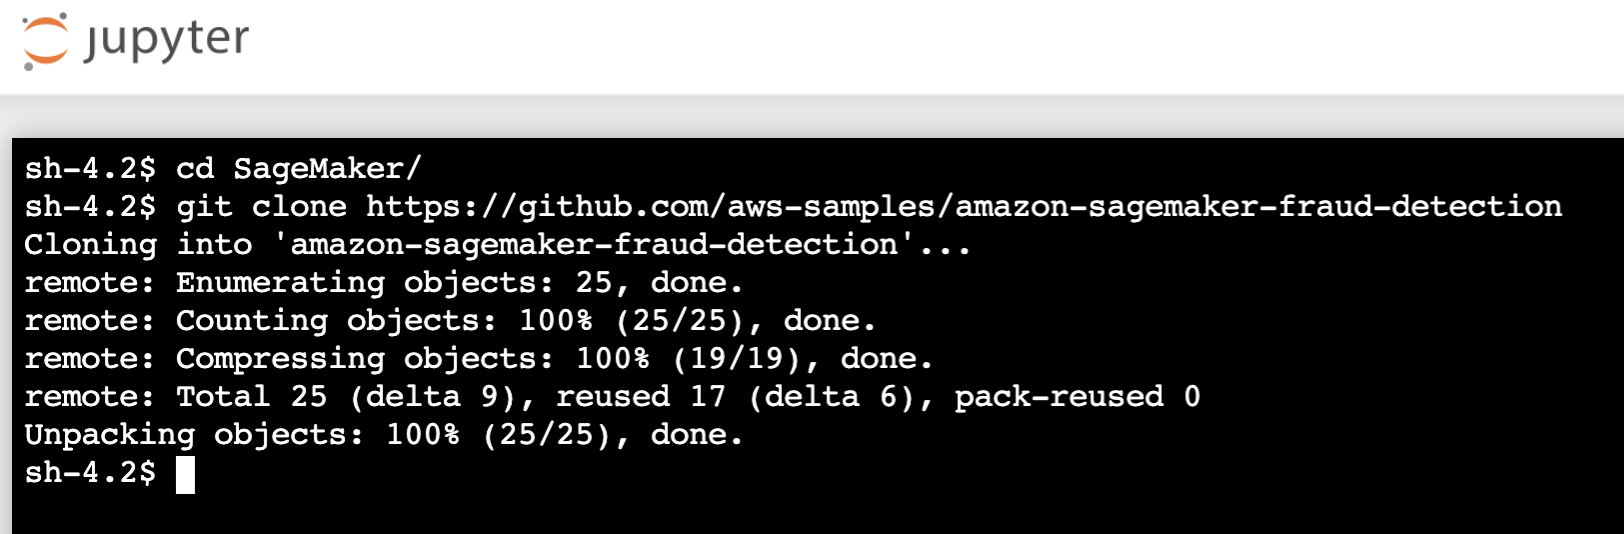 jupyter
sh-4.2$ cd SageMaker/
sh-4.2$ git clone https://github.com/aws-samples/amazon-sagemaker-fraud-detection
Cloning into 'amazon-sagemaker-fraud-detection'...
remote: Enumerating objects: 25, done.
remote: Counting objects: 100% (25/25), done.
remote: Compressing objects: 100% (19/19), done.
remote: Total 25 (delta 9), reused 17 (delta 6), pack-reused 0
Unpacking objects: 100% (25/25), done.
sh-4.2$